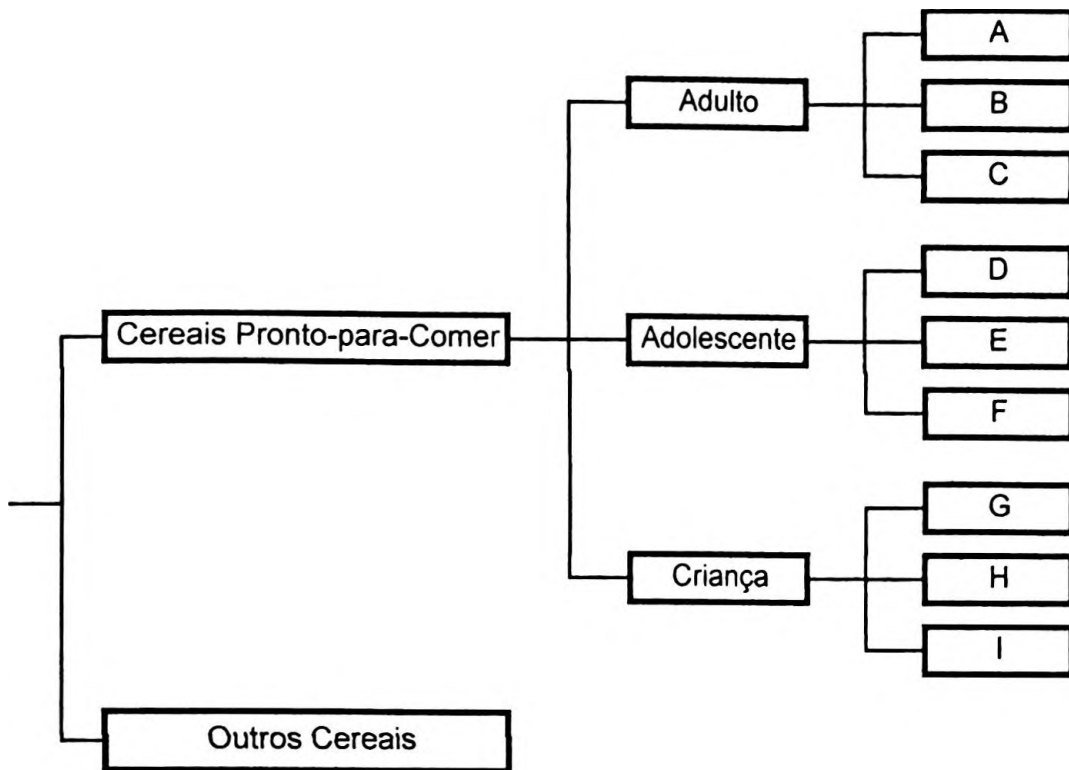 A
Adulto
B
C
D
Cereais Pronto-para-Comer
Adolescente
E
F
G
Criança
H
I
Outros Cereais